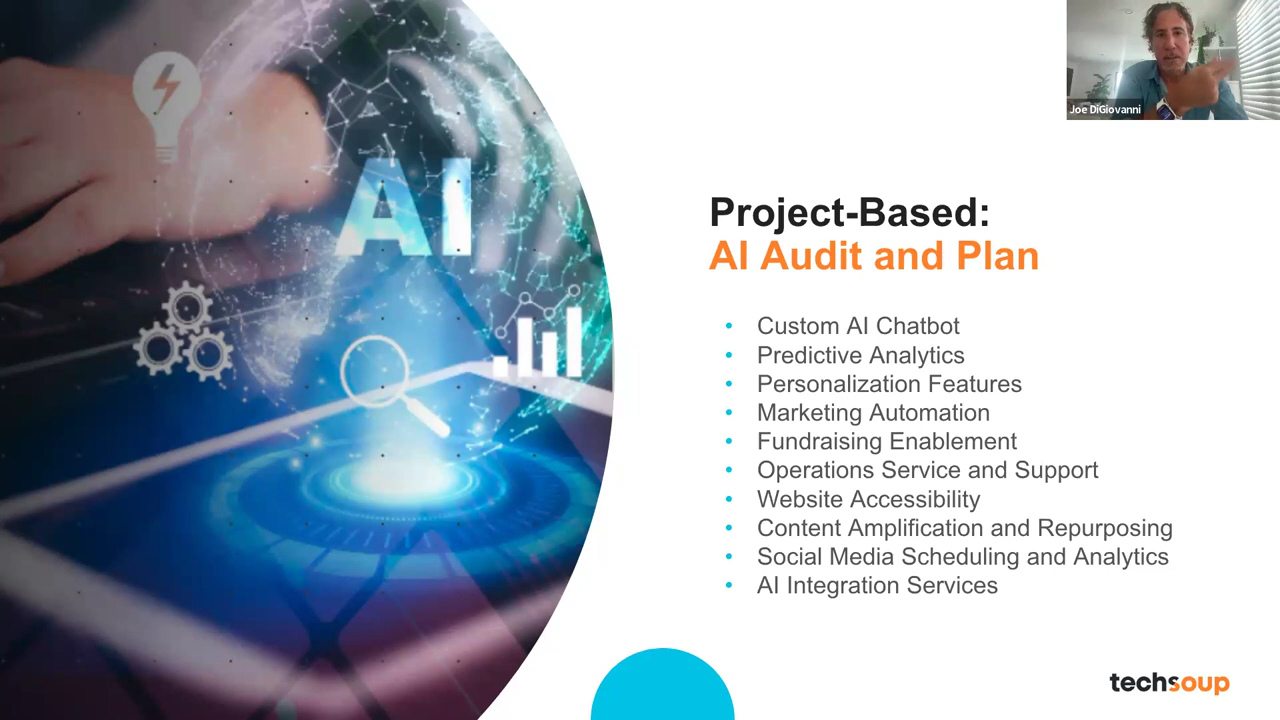 Joe DiGiovanni
AI
Project-Based:
AI Audit and Plan
• Custom AI Chatbot
• Predictive Analytics
• Personalization Features
• Marketing Automation
• Fundraising Enablement
• Operations Service and Support
• Website Accessibility
• Content Amplification and Repurposing
• Social Media Scheduling and Analytics
• AI Integration Services
techsoup